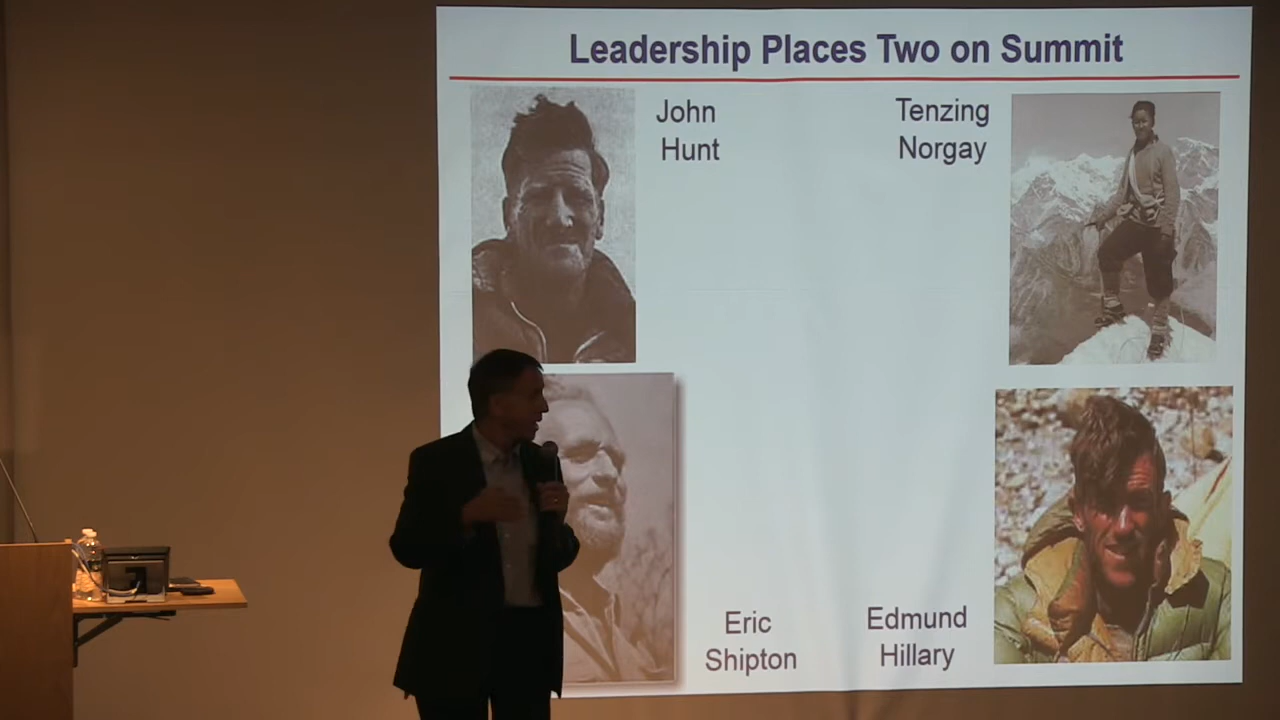 Leadership Places Two on Summit
John
Hunt
Tenzing
Norgay
Eric
Shipton
Edmund
Hillary